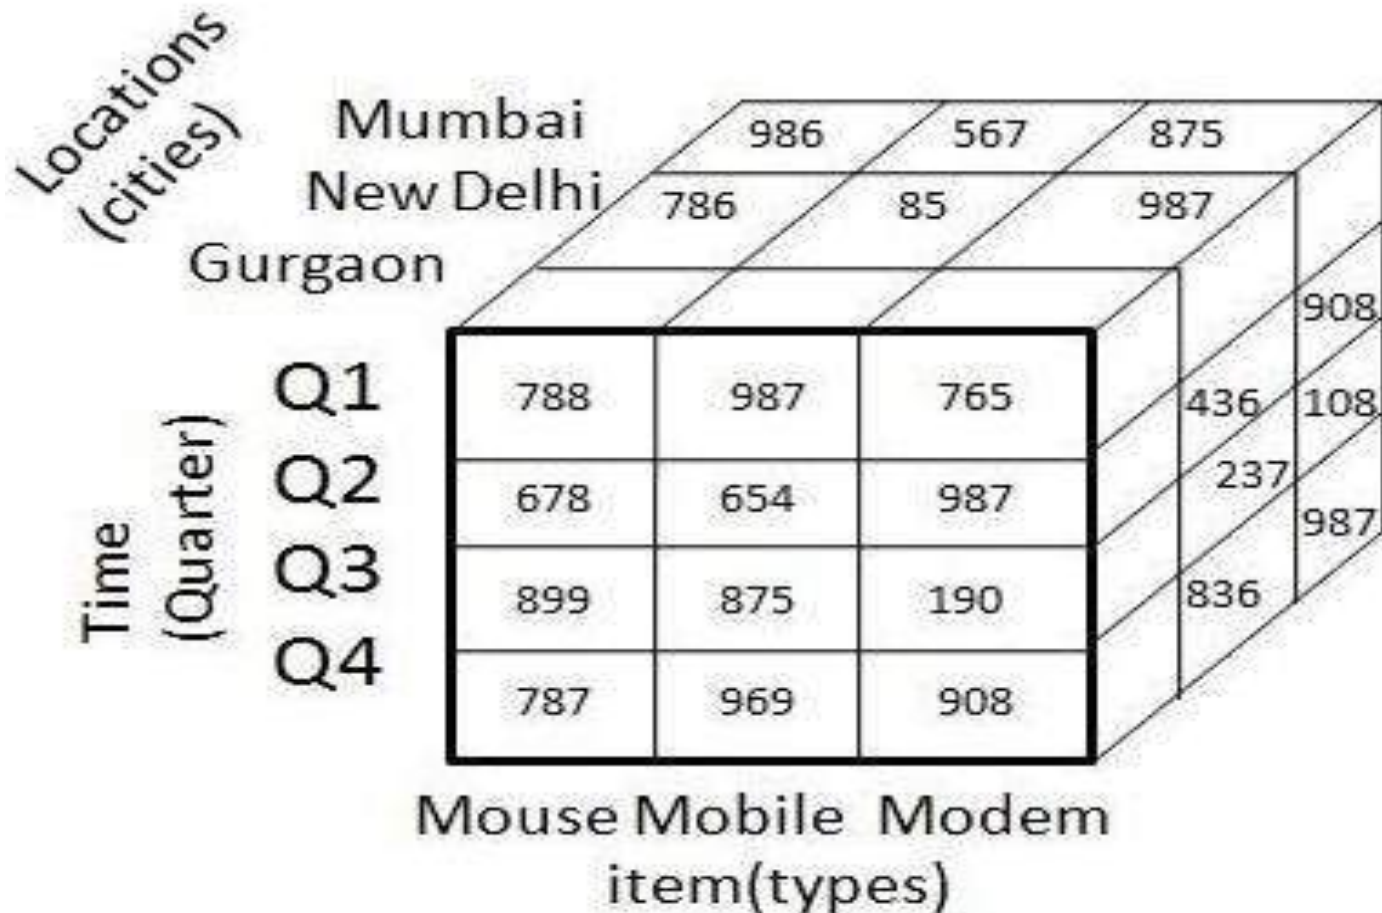 Locations
(cities)
Mumbai
New Delhi
Gurgaon
986 567 875
786 85 987
Time
(Quarter)
Q1
Q2
Q3
Q4
788 987 765
678 654 987
899 875 190
787 969 908
436
237
836
908
108
987
Mouse Mobile Modem
item(types)